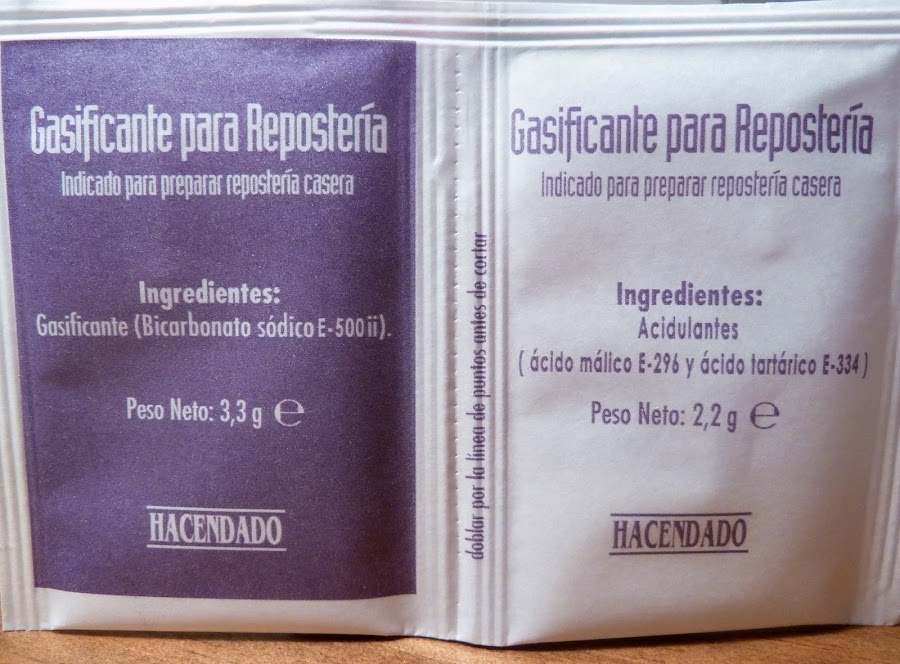 Gasificante para Repostería
Indicado para preparar repostería casera
Ingredientes:
Gasificante (Bicarbonato sódico E-500 ii).
Peso Neto: 3,3 g ℮
HACENDADO
doblar por la línea de puntos antes de cortar
Gasificante para Repostería
Indicado para preparar repostería casera
Ingredientes:
Acidulantes
( ácido málico E-296 y ácido tartárico E-334 )
Peso Neto: 2,2 g ℮
HACENDADO